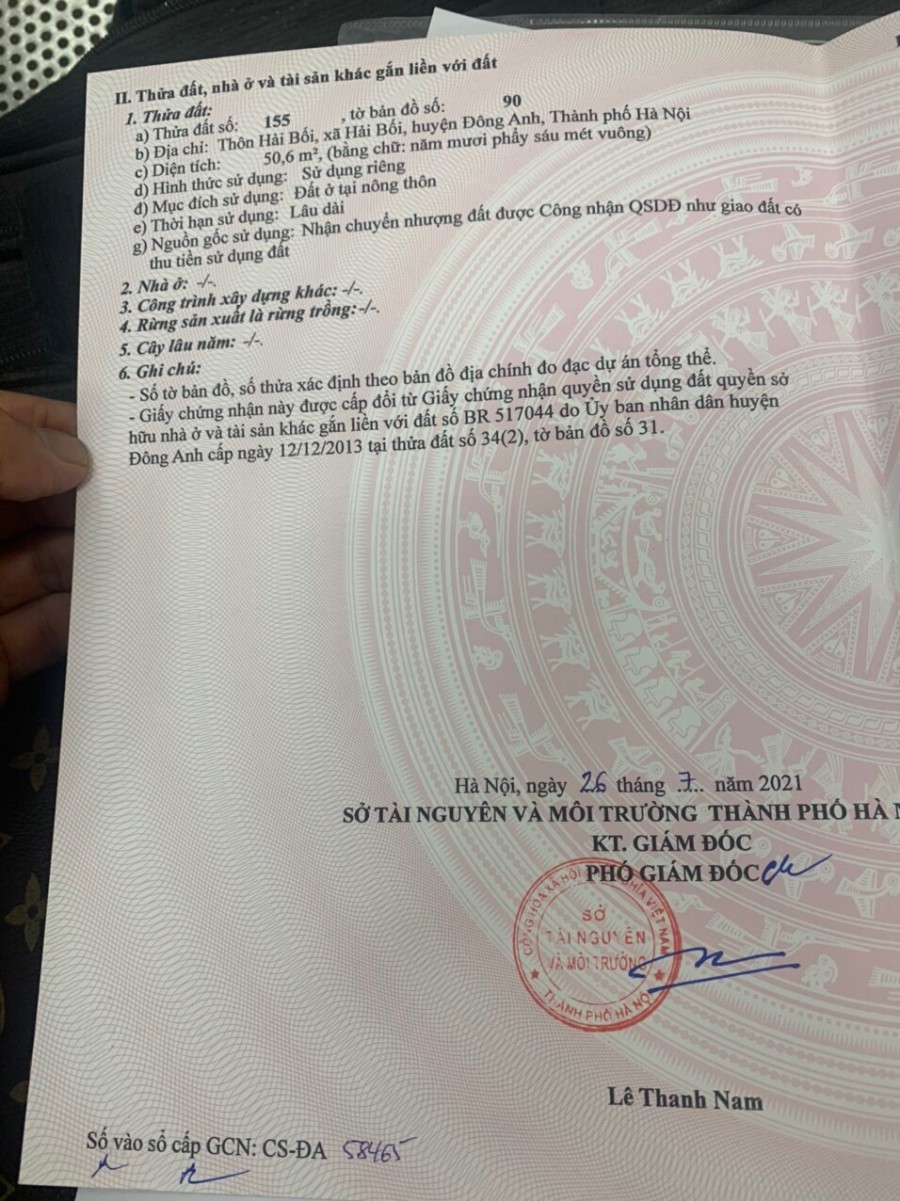 II. Thửa đất, nhà ở và tài sản khác gắn liền với đất
1. Thửa đất:
a) Thửa đất số: 155 , tờ bản đồ số: 90
b) Địa chỉ: Thôn Hải Bối, xã Hải Bối, huyện Đông Anh, Thành phố Hà Nội
c) Diện tích: 50,6 m², (bằng chữ: năm mươi phẩy sáu mét vuông)
d) Hình thức sử dụng: Sử dụng riêng
đ) Mục đích sử dụng: Đất ở tại nông thôn
e) Thời hạn sử dụng: Lâu dài
g) Nguồn gốc sử dụng: Nhận chuyển nhượng đất được Công nhận QSDĐ như giao đất có
thu tiền sử dụng đất
2. Nhà ở: -/-.
3. Công trình xây dựng khác: -/-.
4. Rừng sản xuất là rừng trồng:-/-.
5. Cây lâu năm: -/-.
6. Ghi chú:
- Số tờ bản đồ, số thửa xác định theo bản đồ địa chính đo đạc dự án tổng thể.
- Giấy chứng nhận này được cấp đổi từ Giấy chứng nhận quyền sử dụng đất quyền sở
hữu nhà ở và tài sản khác gắn liền với đất số BR 517044 do Ủy ban nhân dân huyện
Đông Anh cấp ngày 12/12/2013 tại thửa đất số 34(2), tờ bản đồ số 31.
Hà Nội, ngày 26 tháng .7.. năm 2021
SỞ TÀI NGUYÊN VÀ MÔI TRƯỜNG THÀNH PHỐ HÀ
KT. GIÁM ĐỐC
PHÓ GIÁM ĐỐC
CỘNG HÒA XÃ HỘI NGHĨA VIỆT NAM
SỞ
TÀI NGUYÊN
VÀ MÔI TRƯỜNG
THÀNH PHỐ HÀ NỘI
Lê Thanh Nam
Số vào sổ cấp GCN: CS-ĐA 58465